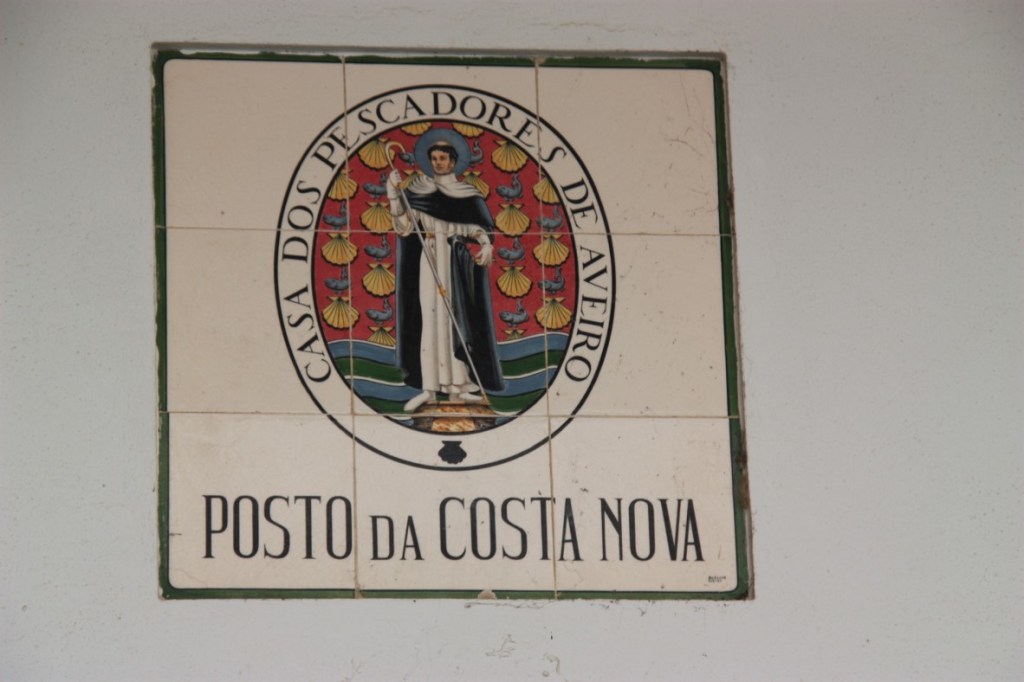 CASA DOS PESCADORES DE AVEIRO
POSTO DA COSTA NOVA